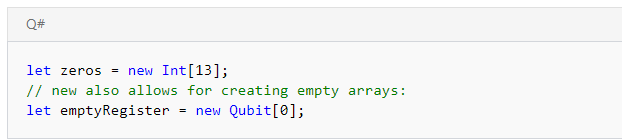 Q#
let zeros = new Int[13];
// new also allows for creating empty arrays:
let emptyRegister = new Qubit[0];